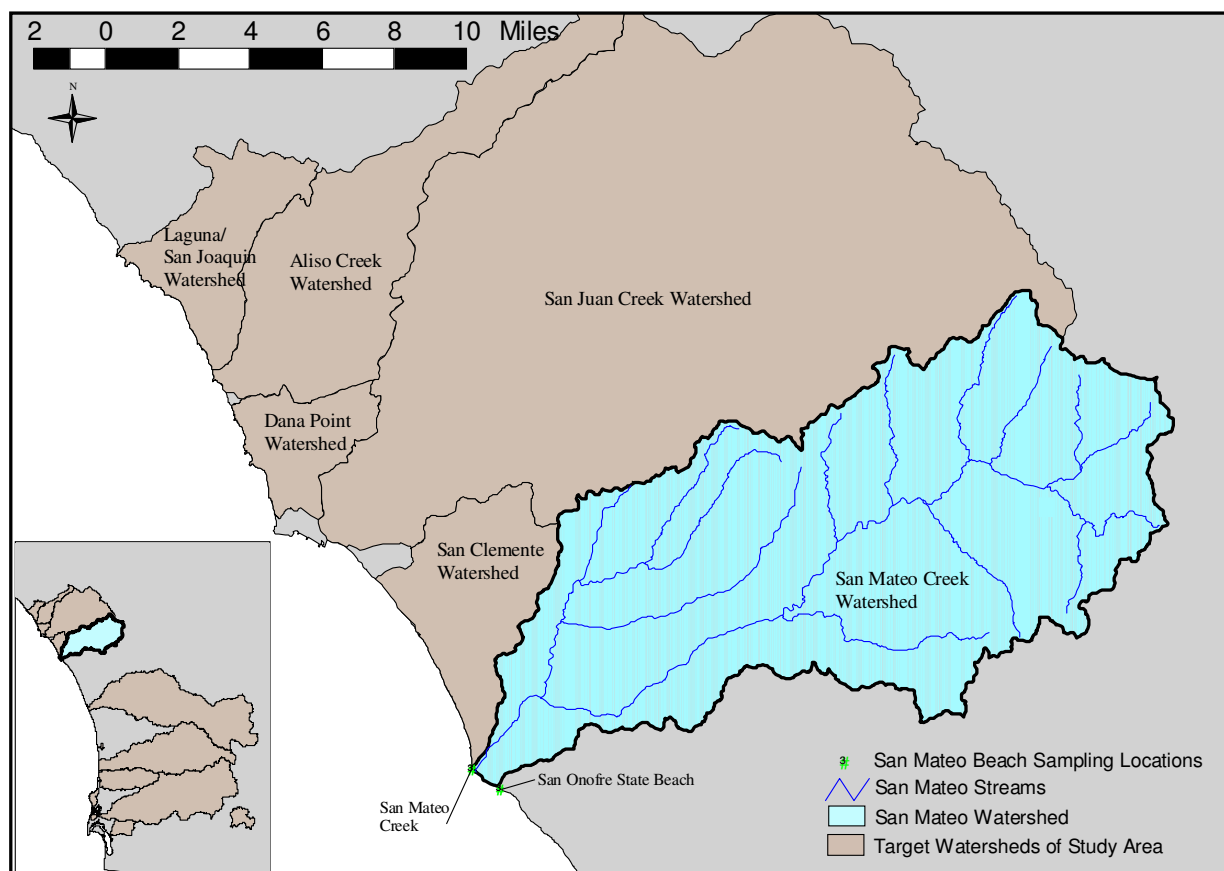 2 0 2 4 6 8 10 Miles
N
Laguna/
San Joaquin
Watershed
Aliso Creek
Watershed
San Juan Creek Watershed
Dana Point
Watershed
San Clemente
Watershed
San Mateo Creek
Watershed
San Onofre State Beach
San Mateo
Creek
San Mateo Beach Sampling Locations
San Mateo Streams
San Mateo Watershed
Target Watersheds of Study Area